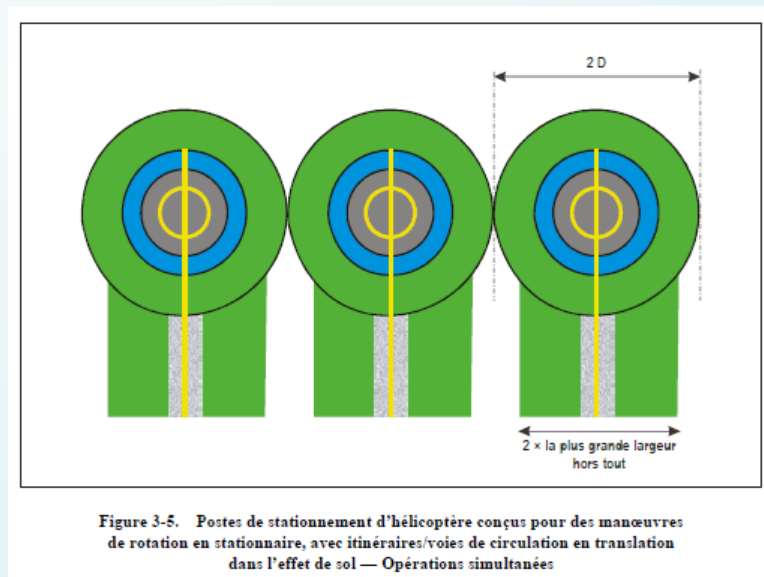 2 D
2 × la plus grande largeur
hors tout
Figure 3-5. Postes de stationnement d'hélicoptère conçus pour des manœuvres
de rotation en stationnaire, avec itinéraires/voies de circulation en translation
dans l'effet de sol — Opérations simultanées